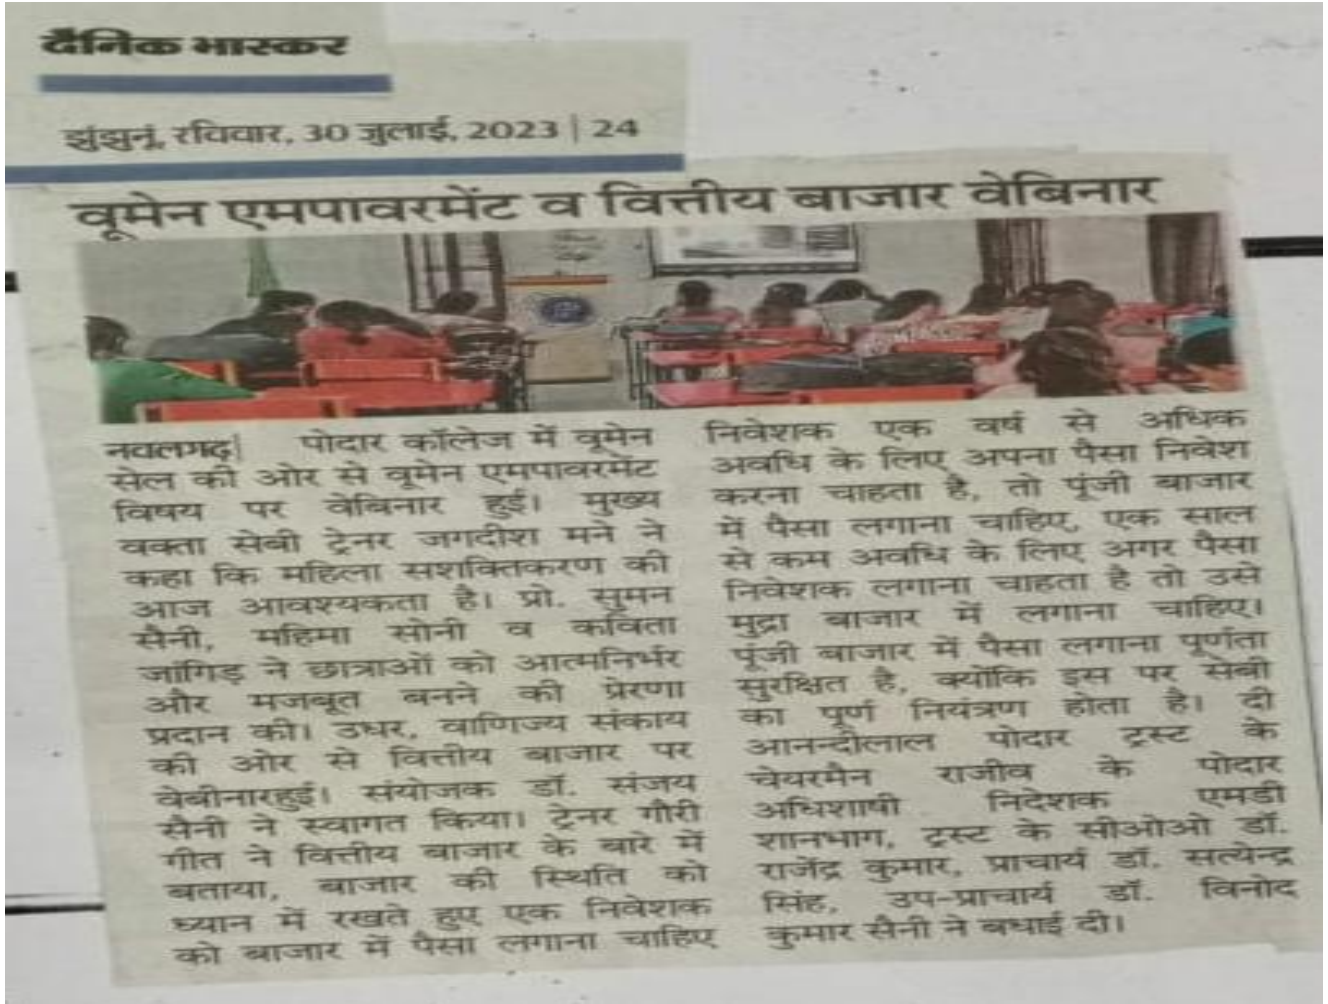 दैनिक भास्कर
झुंझुनूं, रविवार, 30 जुलाई, 2023 | 24
वूमेन एमपावरमेंट व वित्तीय बाजार वेबिनार
नवलगढ़| पोदार कॉलेज में वूमेन
सेल की ओर से वूमेन एमपावरमेंट
विषय पर वेबिनार हुई। मुख्य
वक्ता सेबी ट्रेनर जगदीश मने ने
कहा कि महिला सशक्तिकरण की
आज आवश्यकता है। प्रो. सुमन
सैनी, महिमा सोनी व कविता
जांगिड़ ने छात्राओं को आत्मनिर्भर
और मजबूत बनने की प्रेरणा
प्रदान की। उधर, वाणिज्य संकाय
की ओर से वित्तीय बाजार पर
वेबीनारहुई। संयोजक डॉ. संजय
सैनी ने स्वागत किया। ट्रेनर गौरी
गीत ने वित्तीय बाजार के बारे में
बताया, बाजार की स्थिति को
ध्यान में रखते हुए एक निवेशक
को बाजार में पैसा लगाना चाहिए
निवेशक एक वर्ष से अधिक
अवधि के लिए अपना पैसा निवेश
करना चाहता है, तो पूंजी बाजार
में पैसा लगाना चाहिए, एक साल
से कम अवधि के लिए अगर पैसा
निवेशक लगाना चाहता है तो उसे
मुद्रा बाजार में लगाना चाहिए।
पूंजी बाजार में पैसा लगाना पूर्णता
सुरक्षित है, क्योंकि इस पर सेबी
का पूर्ण नियंत्रण होता है। दी
आनन्दीलाल पोदार ट्रस्ट के
चेयरमैन राजीव के पोदार
अधिशाषी निदेशक एमडी
शानभाग, ट्रस्ट के सीओओ डॉ.
राजेंद्र कुमार, प्राचार्य डॉ. सत्येन्द्र
सिंह, उप-प्राचार्य डॉ. विनोद
कुमार सैनी ने बधाई दी।